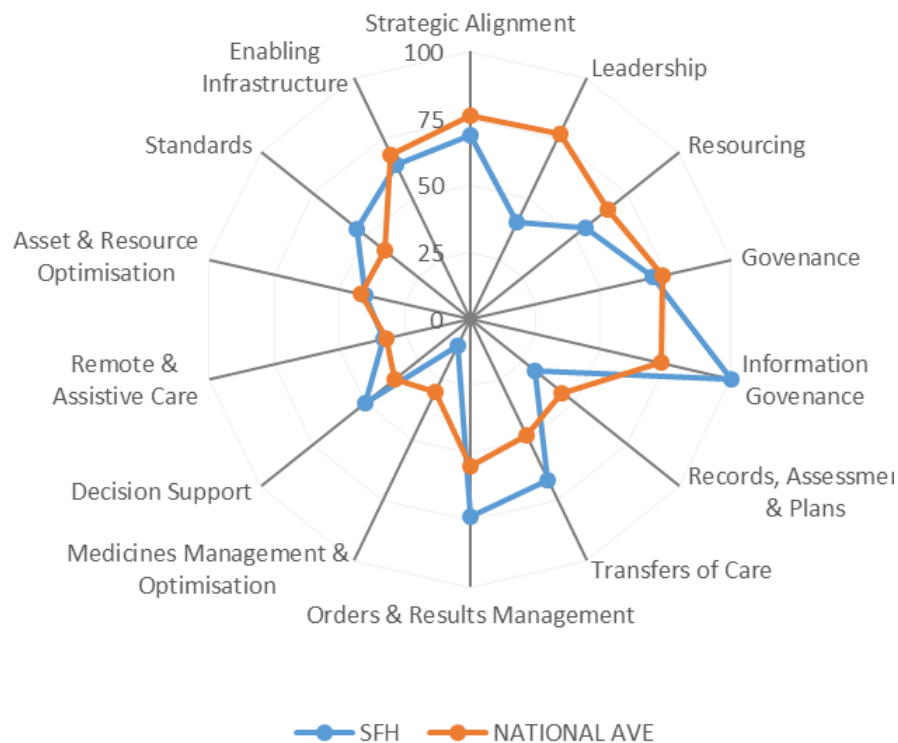 Strategic Alignment
100
75
50
25
0
Leadership
Resourcing
Govenance
Information
Governance
Records, Assessmer
& Plans
Transfers of Care
Orders & Results Management
Medicines Management &
Optimisation
Decision Support
Remote &
Assistive Care
Asset & Resource
Optimisation
Standards
Enabling
Infrastructure
SFH
NATIONAL AVE